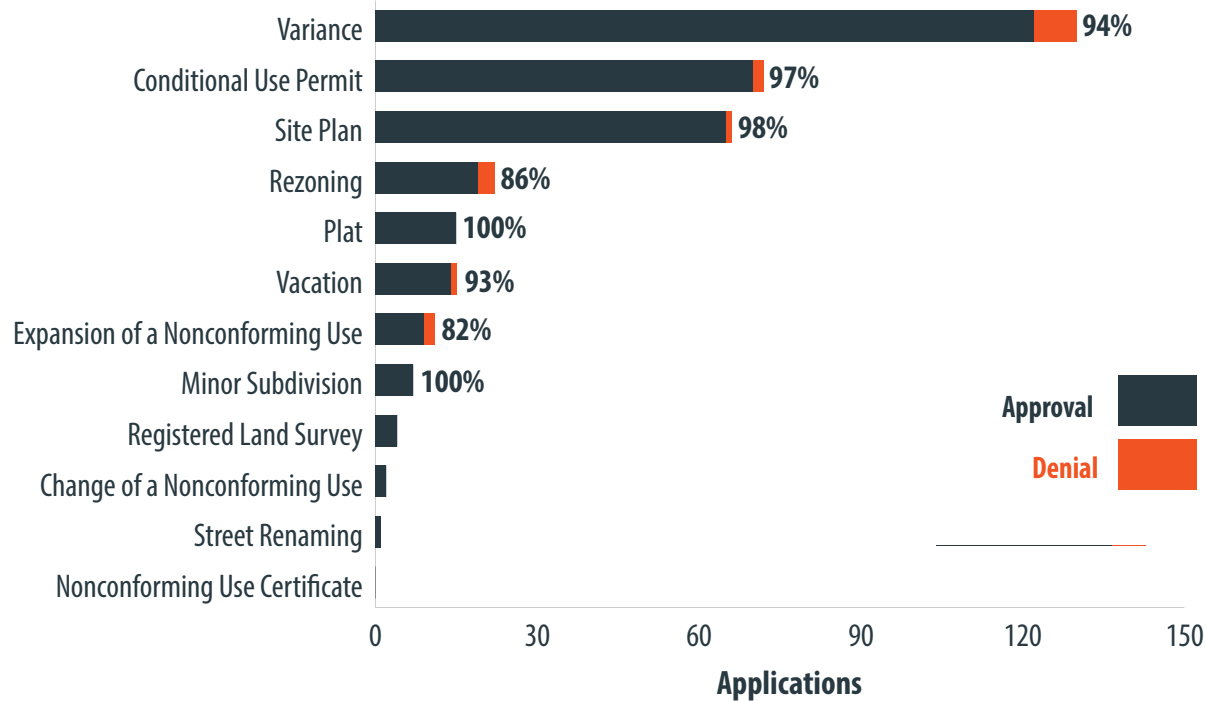 Variance 94%
Conditional Use Permit 97%
Site Plan 98%
Rezoning 86%
Plat 100%
Vacation 93%
Expansion of a Nonconforming Use 82%
Minor Subdivision 100%
Registered Land Survey
Change of a Nonconforming Use
Street Renaming
Nonconforming Use Certificate
Approval
Denial
0 30 60 90 120 150
Applications